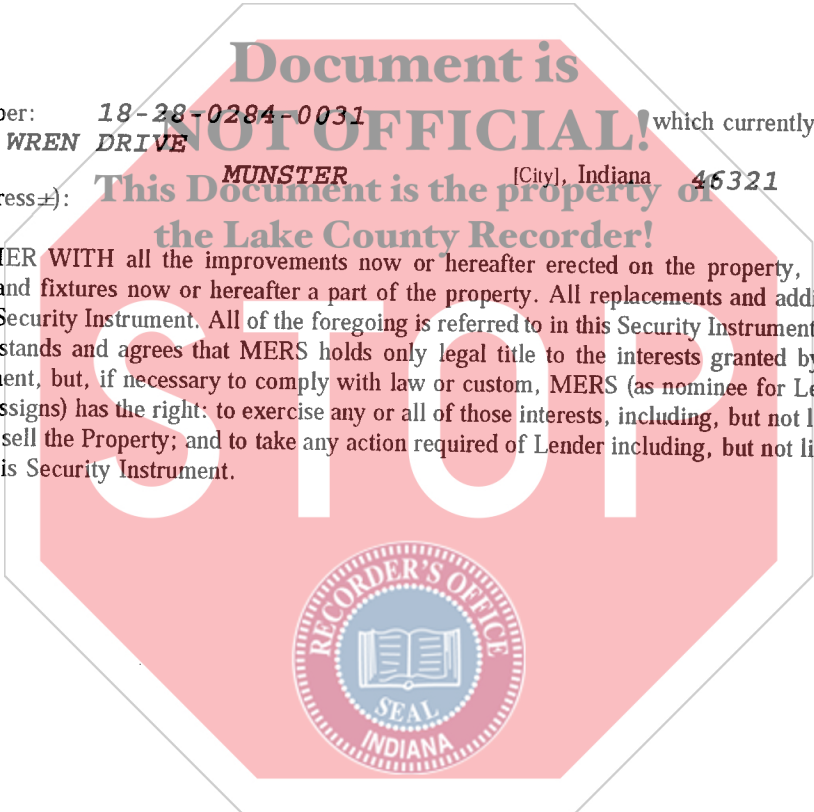 Document is
NOT OFFICIAL!
This Document is the property of
the Lake County Recorder!
STOP
per: 18-28-0284-0031 which currently
WREN DRIVE
MUNSTER [City], Indiana 46321
ress±):
ER WITH all the improvements now or hereafter erected on the property,
and fixtures now or hereafter a part of the property. All replacements and addi
Security Instrument. All of the foregoing is referred to in this Security Instrument
stands and agrees that MERS holds only legal title to the interests granted by
ent, but, if necessary to comply with law or custom, MERS (as nominee for Le
ssigns) has the right: to exercise any or all of those interests, including, but not l
sell the Property; and to take any action required of Lender including, but not li
is Security Instrument.
RECORDER'S OFFICE
SEAL
INDIANA